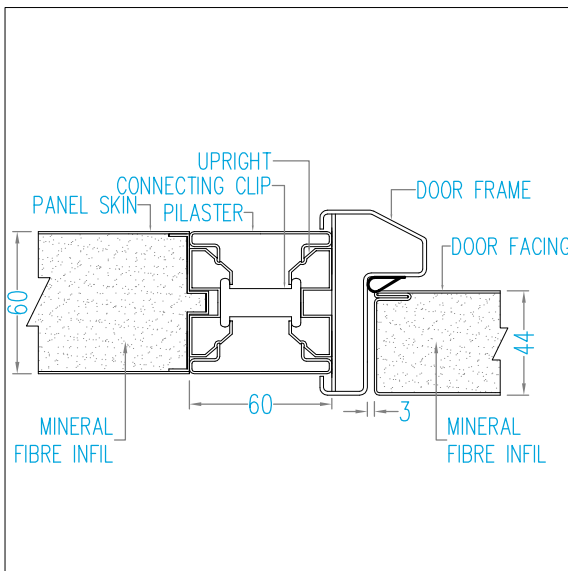 UPRIGHT
CONNECTING CLIP
PANEL SKIN
PILASTER
DOOR FRAME
DOOR FACING
60
44
60
3
MINERAL
FIBRE INFIL
MINERAL
FIBRE INFIL